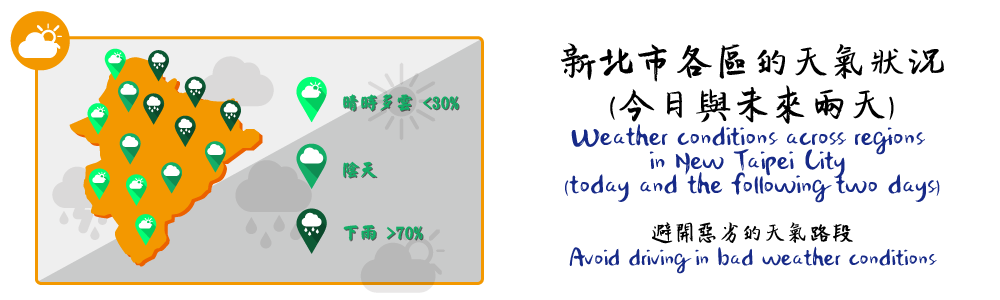 晴時多雲 <30%
陰天
下雨 >70%
新北市各區的天氣狀況
(今日與未來兩天)
Weather conditions across regions
in New Taipei City
(today and the following two days)
避開惡劣的天氣路段
Avoid driving in bad weather conditions